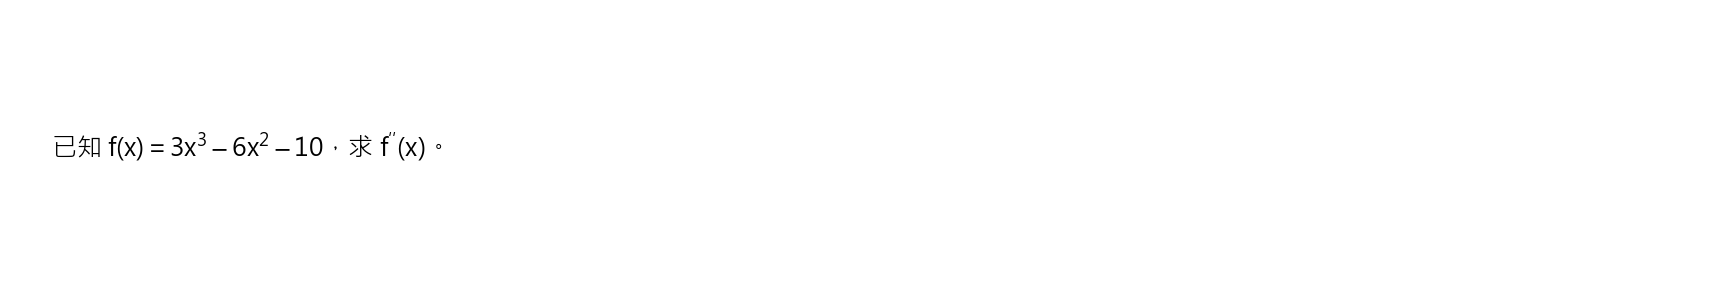 已知 f(x) = 3x³ – 6x² – 10，求 f′′(x)。